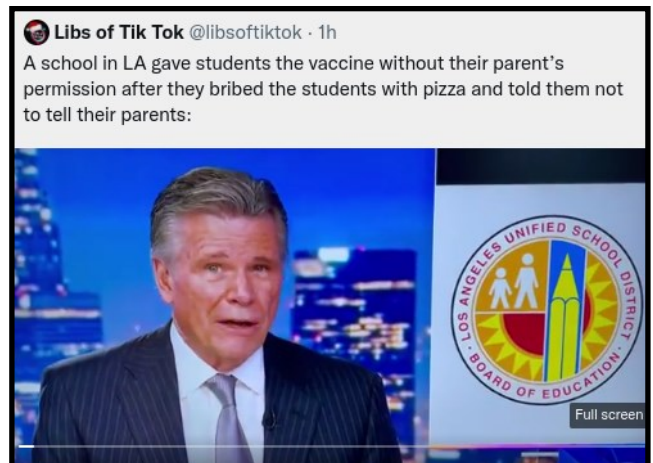 Libs of Tik Tok @libsoftiktok · 1h
A school in LA gave students the vaccine without their parent's
permission after they bribed the students with pizza and told them not
to tell their parents:
LOS ANGELES UNIFIED SCHOOL DISTRICT
· BOARD OF EDUCATION ·
Full screen